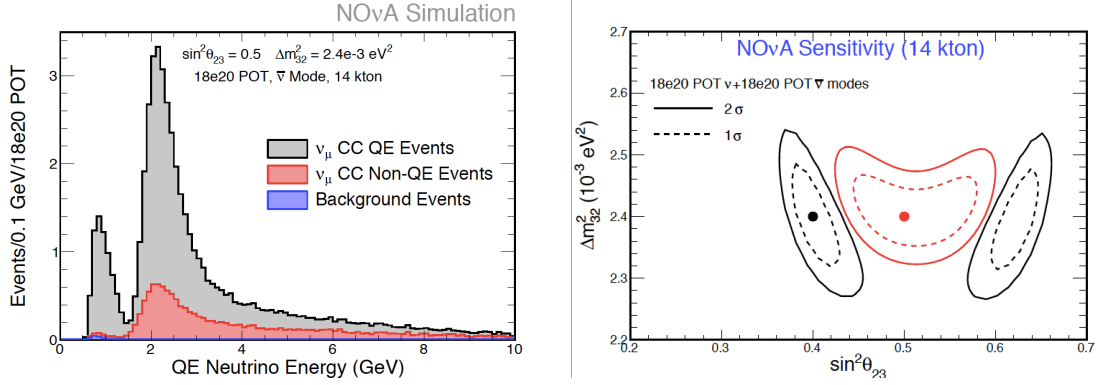 NOνA Simulation
sin²θ₂₃ = 0.5 Δm²₃₂ = 2.4e-3 eV²
18e20 POT, ν̅ Mode, 14 kton
ν_μ CC QE Events
ν_μ CC Non-QE Events
Background Events
Events/0.1 GeV/18e20 POT
3
2
1
0
0 2 4 6 8 10
QE Neutrino Energy (GeV)
NOνA Sensitivity (14 kton)
18e20 POT ν+18e20 POT ν̅ modes
2 σ
1 σ
Δm²₃₂ (10⁻³ eV²)
2.7
2.6
2.5
2.4
2.3
2.2
0.2 0.3 0.4 0.5 0.6 0.7
sin²θ₂₃